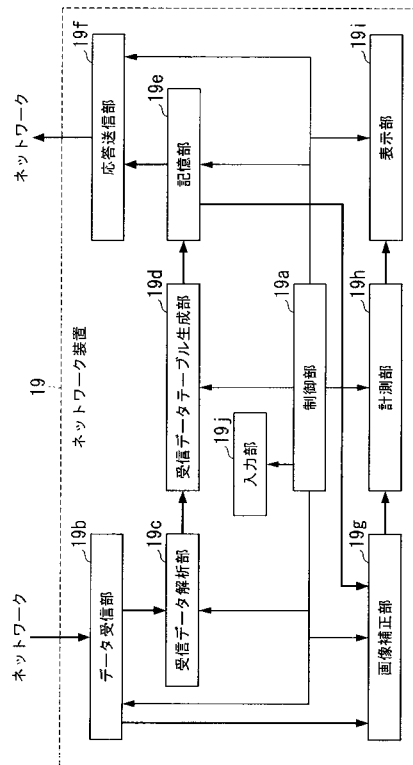 19
ネットワーク装置
ネットワーク
ネットワーク
19b
データ受信部
19f
応答送信部
19c
受信データ解析部
19d
受信データテーブル生成部
19e
記憶部
19j
入力部
19a
制御部
19g
画像補正部
19h
計測部
19i
表示部